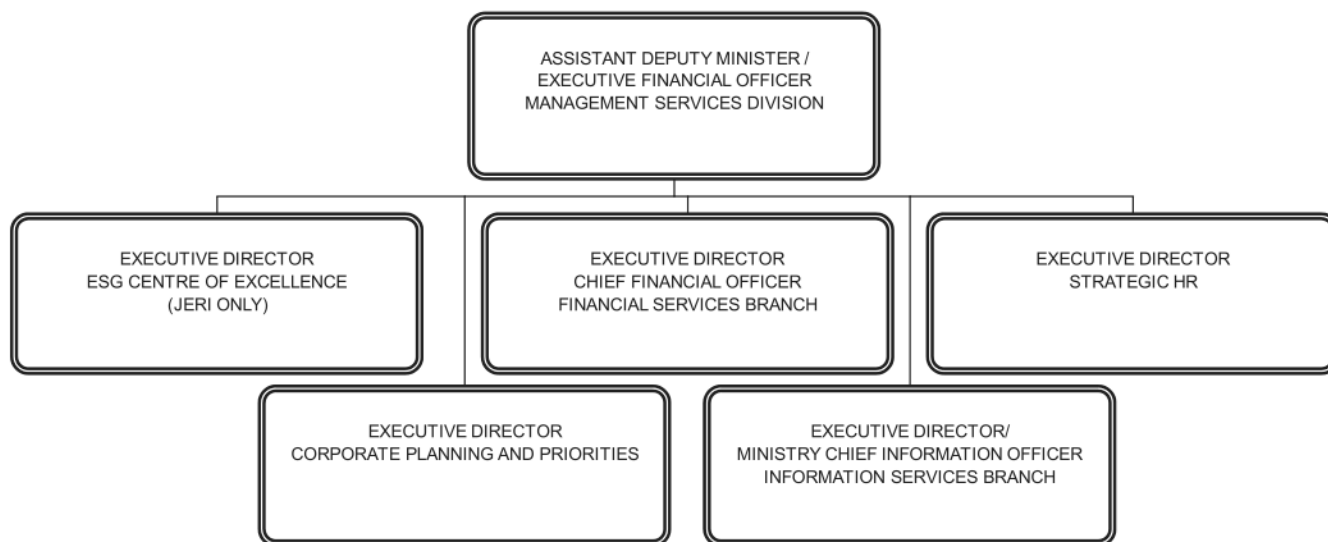 ASSISTANT DEPUTY MINISTER /
EXECUTIVE FINANCIAL OFFICER
MANAGEMENT SERVICES DIVISION
EXECUTIVE DIRECTOR
ESG CENTRE OF EXCELLENCE
(JERI ONLY)
EXECUTIVE DIRECTOR
CHIEF FINANCIAL OFFICER
FINANCIAL SERVICES BRANCH
EXECUTIVE DIRECTOR
STRATEGIC HR
EXECUTIVE DIRECTOR
CORPORATE PLANNING AND PRIORITIES
EXECUTIVE DIRECTOR/
MINISTRY CHIEF INFORMATION OFFICER
INFORMATION SERVICES BRANCH